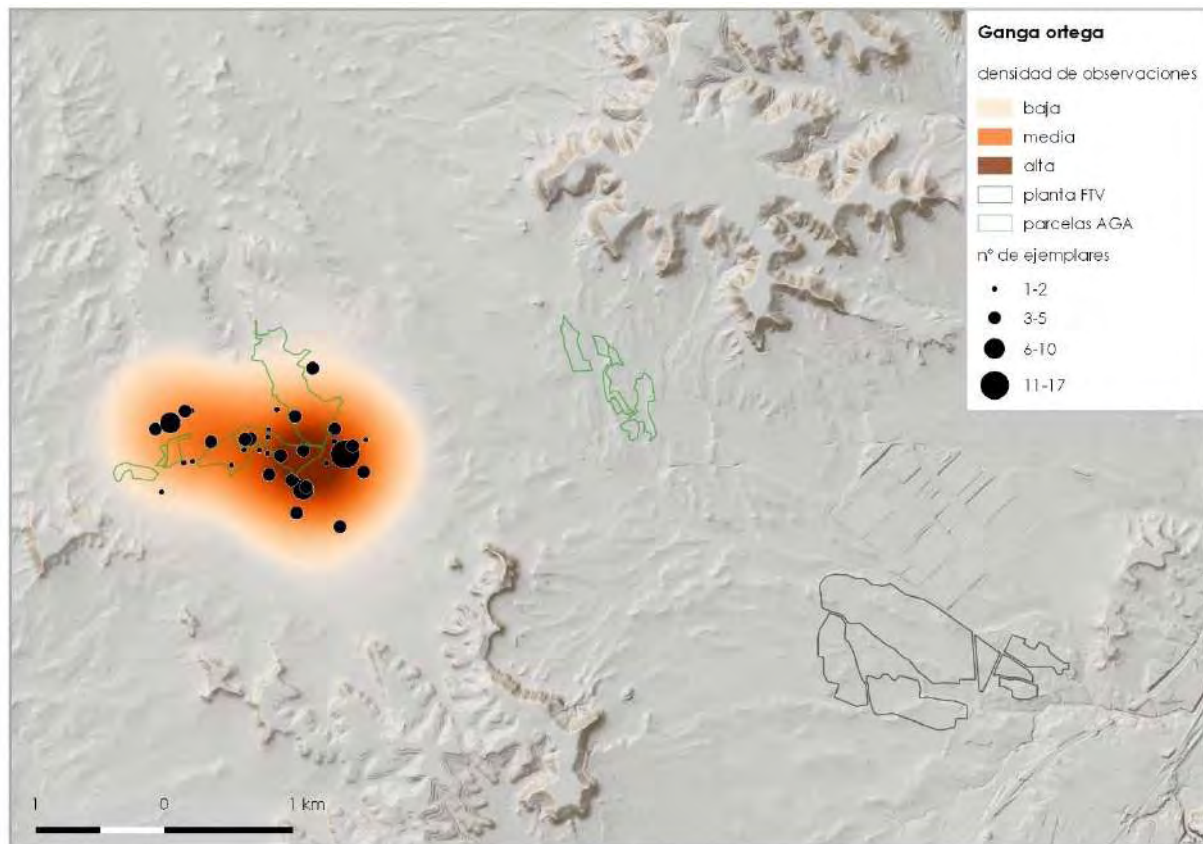 Ganga ortega
densidad de observaciones
baja
media
alta
planta FTV
parcelas AGA
nº de ejemplares
1-2
3-5
6-10
11-17
1 0 1 km